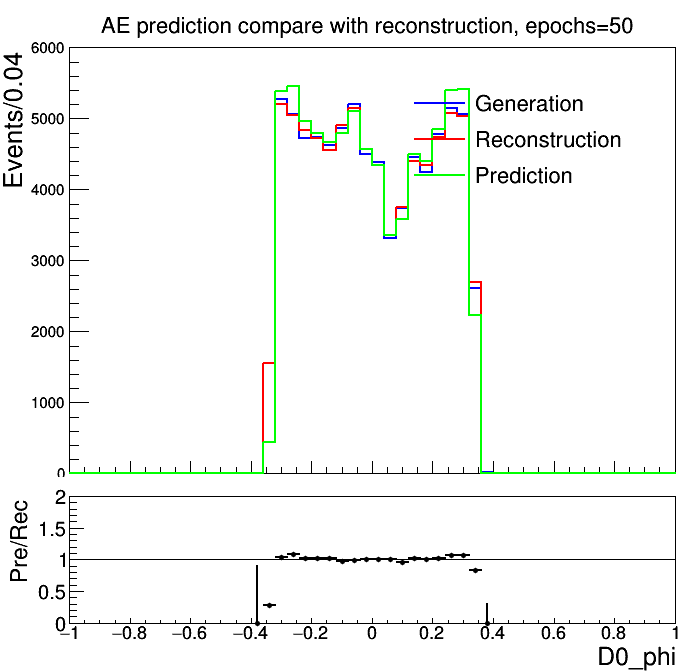 AE prediction compare with reconstruction, epochs=50
Events/0.04
6000
5000
4000
3000
2000
1000
0
Generation
Reconstruction
Prediction
Pre/Rec
2
1.5
1
0.5
0
−1 −0.8 −0.6 −0.4 −0.2 0 0.2 0.4 0.6 0.8 1
D0_phi